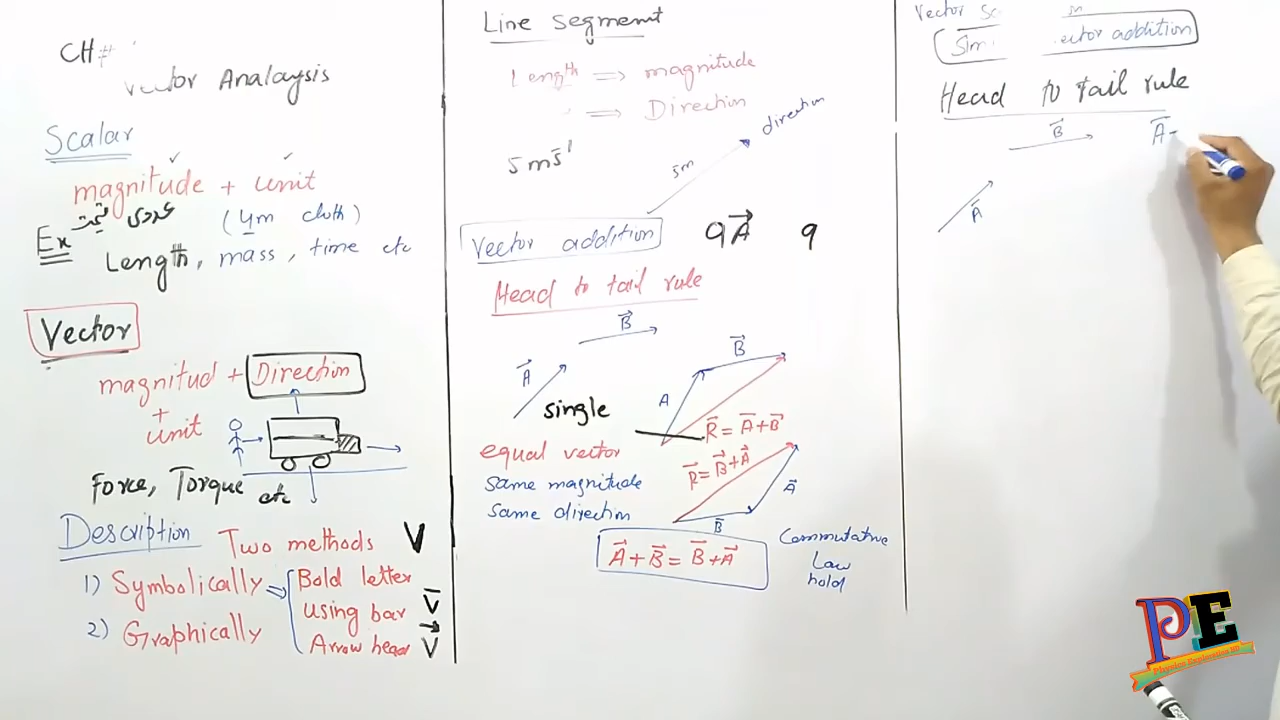 CH#
Vector Analaysis
Scalar
magnitude + unit
عددی قیمت (4m cloth)
Ex Length, mass, time etc
Vector
magnitud + Direction
+
unit
Force, Torque etc
Description Two methods V
1) Symbolically ⇒ Bold letter
using bar V̅
2) Graphically
Arrow head V⃗
Line Segment
Length ⇒ magnitude
⇒ Direction
5ms⁻¹
5m
direction
Vector addition 9A⃗ 9
Head to tail rule
B⃗
A⃗
single
A
B⃗
R⃗ = A̅+B̅
equal vector
same magnitude
same direction
R⃗ = B⃗+A⃗
A⃗
B̅
A⃗+B⃗ = B⃗+A⃗
Commutative
Law
hold
Vector
ector addition
Head to tail rule
B⃗
A̅-
A⃗
PE
Physics Exploration